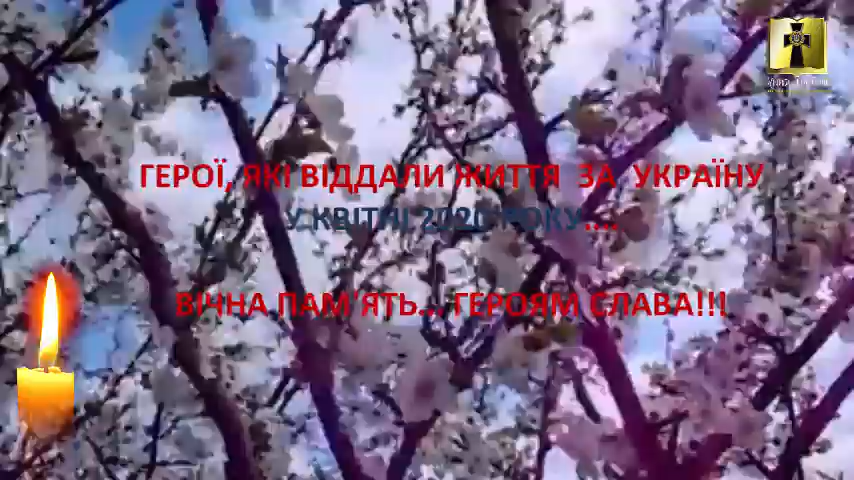 ГЕРОЇ, ЯКІ ВІДДАЛИ ЖИТТЯ ЗА УКРАЇНУ
У КВІТНІ 2020 РОКУ....
ВІЧНА ПАМ'ЯТЬ... ГЕРОЯМ СЛАВА!!!